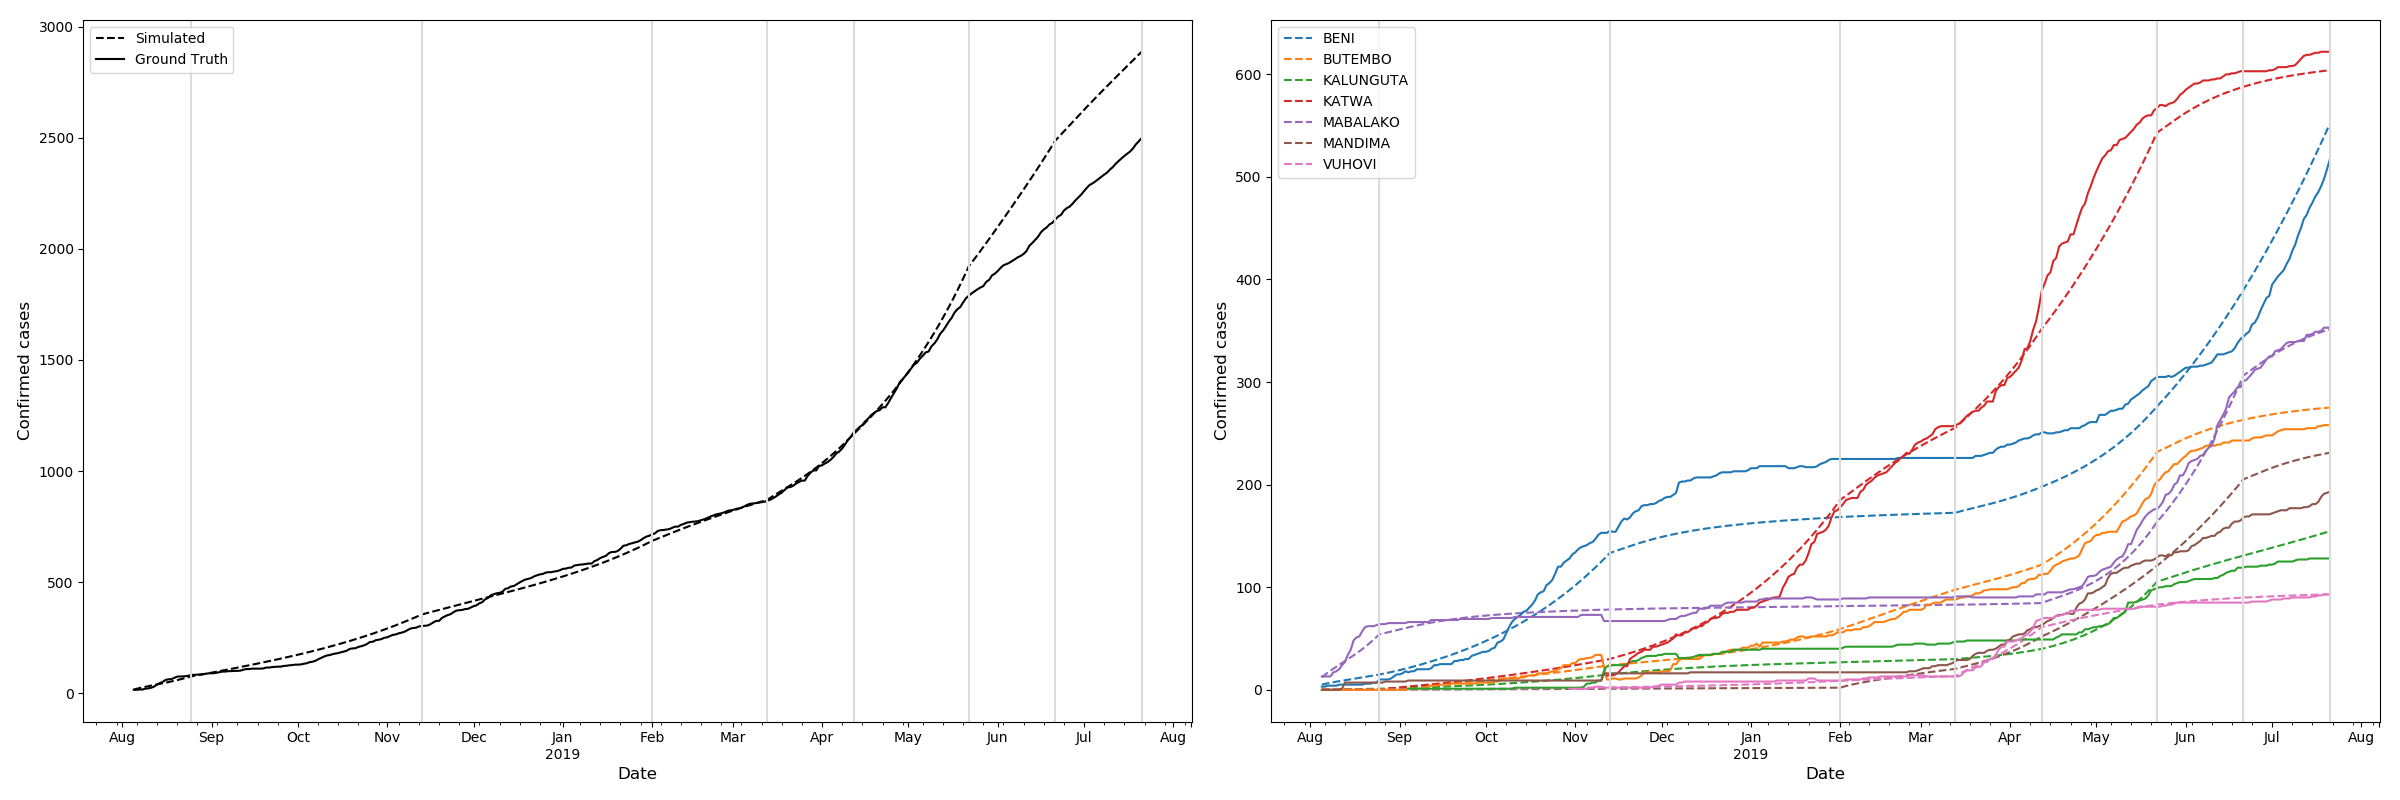 Simulated
Ground Truth
3000
2500
2000
1500
1000
500
0
Confirmed cases
Aug Sep Oct Nov Dec Jan Feb Mar Apr May Jun Jul Aug
2019
Date
BENI
BUTEMBO
KALUNGUTA
KATWA
MABALAKO
MANDIMA
VUHOVI
600
500
400
300
200
100
0
Confirmed cases
Aug Sep Oct Nov Dec Jan Feb Mar Apr May Jun Jul Aug
2019
Date